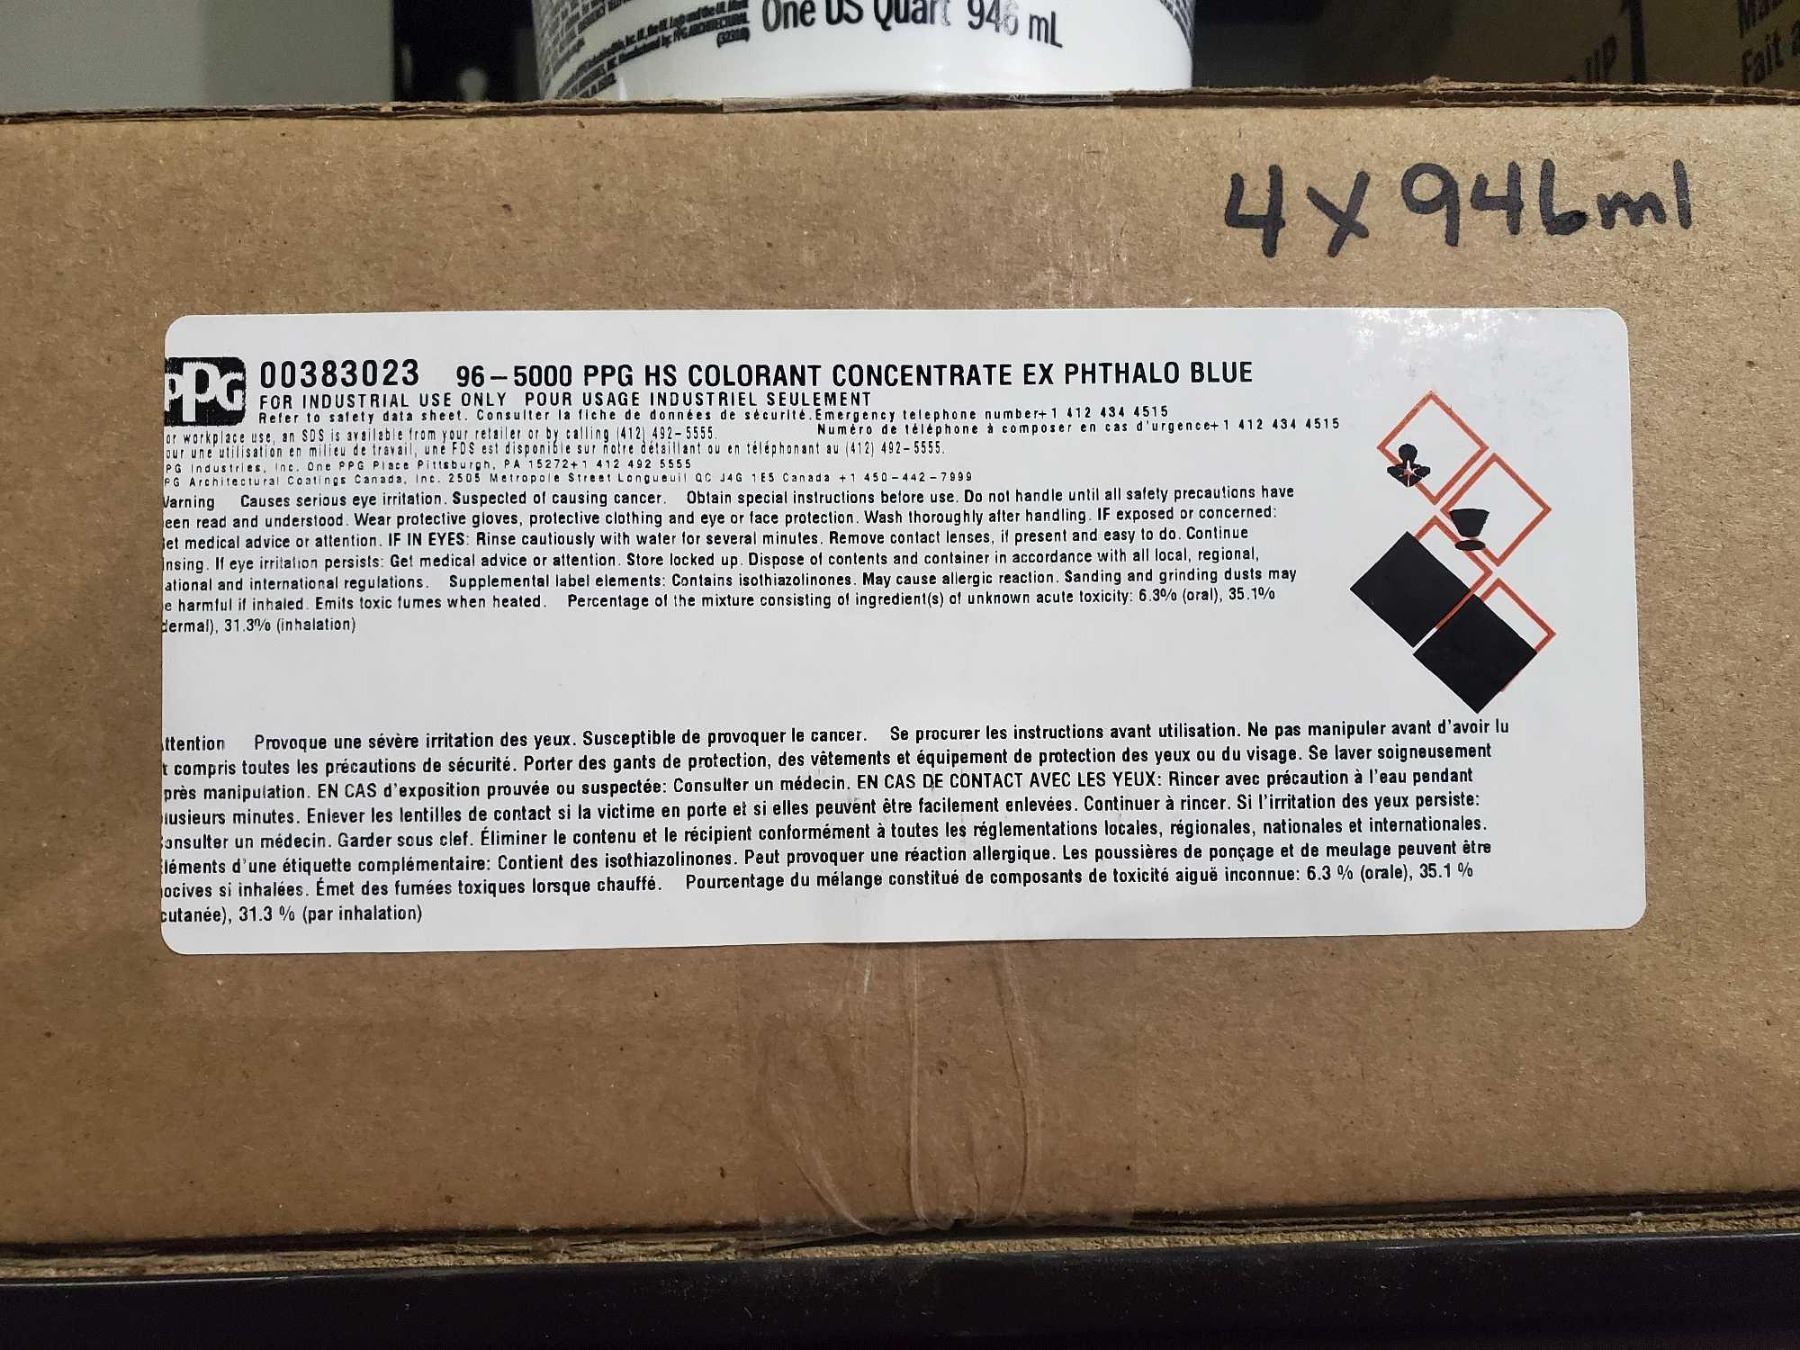 One US Quart 946 mL
UP
Fait
4 X 946ml
PPG
00383023 96-5000 PPG HS COLORANT CONCENTRATE EX PHTHALO BLUE
FOR INDUSTRIAL USE ONLY POUR USAGE INDUSTRIEL SEULEMENT
Refer to safety data sheet. Consulter la fiche de données de sécurité. Emergency telephone number+ 1 412 434 4515
Numéro de téléphone à composer en cas d'urgence+ 1 412 434 4515
or workplace use, an SDS is available from your retailer or by calling (412) 492-5555.
our une utilisation en milieu de travail, une FDS est disponible sur notre détaillant ou en téléphonant au (412) 492-5555.
PG Industries, Inc. One PPG Place Pittsburgh, PA 15272+1 412 492 5555
PG Architectural Coatings Canada, Inc. 2505 Metropole Street Longueuil QC J4G 1E5 Canada +1 450-442-7999
Warning Causes serious eye irritation. Suspected of causing cancer. Obtain special instructions before use. Do not handle until all safety precautions have
een read and understood. Wear protective gloves, protective clothing and eye or face protection. Wash thoroughly after handling. IF exposed or concerned:
et medical advice or attention. IF IN EYES: Rinse cautiously with water for several minutes. Remove contact lenses, if present and easy to do. Continue
insing. If eye irritation persists: Get medical advice or attention. Store locked up. Dispose of contents and container in accordance with all local, regional,
ational and international regulations. Supplemental label elements: Contains isothiazolinones. May cause allergic reaction. Sanding and grinding dusts may
e harmful if inhaled. Emits toxic fumes when heated. Percentage of the mixture consisting of ingredient(s) of unknown acute toxicity: 6.3% (oral), 35.1%
dermal), 31.3% (inhalation)
ttention Provoque une sévère irritation des yeux. Susceptible de provoquer le cancer. Se procurer les instructions avant utilisation. Ne pas manipuler avant d'avoir lu
t compris toutes les précautions de sécurité. Porter des gants de protection, des vêtements et équipement de protection des yeux ou du visage. Se laver soigneusement
près manipulation. EN CAS d'exposition prouvée ou suspectée: Consulter un médecin. EN CAS DE CONTACT AVEC LES YEUX: Rincer avec précaution à l'eau pendant
lusieurs minutes. Enlever les lentilles de contact si la victime en porte et si elles peuvent être facilement enlevées. Continuer à rincer. Si l'irritation des yeux persiste:
onsulter un médecin. Garder sous clef. Éliminer le contenu et le récipient conformément à toutes les réglementations locales, régionales, nationales et internationales.
léments d'une étiquette complémentaire: Contient des isothiazolinones. Peut provoquer une réaction allergique. Les poussières de ponçage et de meulage peuvent être
ocives si inhalées. Émet des fumées toxiques lorsque chauffé. Pourcentage du mélange constitué de composants de toxicité aiguë inconnue: 6.3 % (orale), 35.1 %
cutanée), 31.3 % (par inhalation)